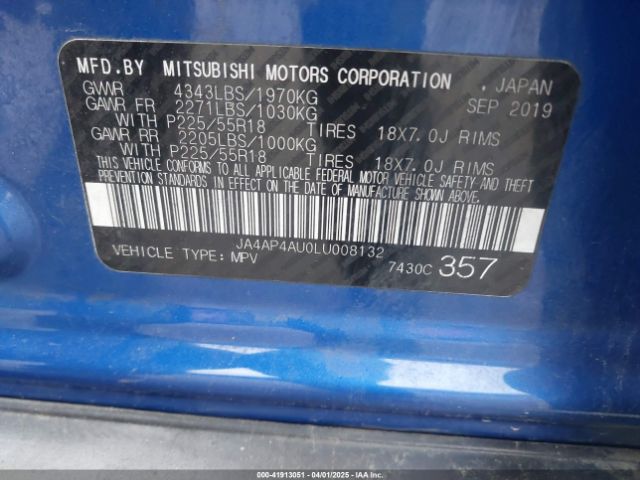 MFD.BY MITSUBISHI MOTORS CORPORATION , JAPAN
GVWR 4343LBS/1970KG SEP 2019
GAWR FR 2271LBS/1030KG
WITH P225/55R18 TIRES 18X7.0J RIMS
GAWR RR 2205LBS/1000KG
WITH P225/55R18 TIRES 18X7.0J RIMS
THIS VEHICLE CONFORMS TO ALL APPLICABLE FEDERAL MOTOR VEHICLE SAFETY AND THEFT
PREVENTION STANDARDS IN EFFECT ON THE DATE OF MANUFACTURE SHOWN ABOVE.
JA4AP4AU0LU008132
VEHICLE TYPE: MPV 7430C 357
000-41913051 | 04/01/2025 | iaai.com